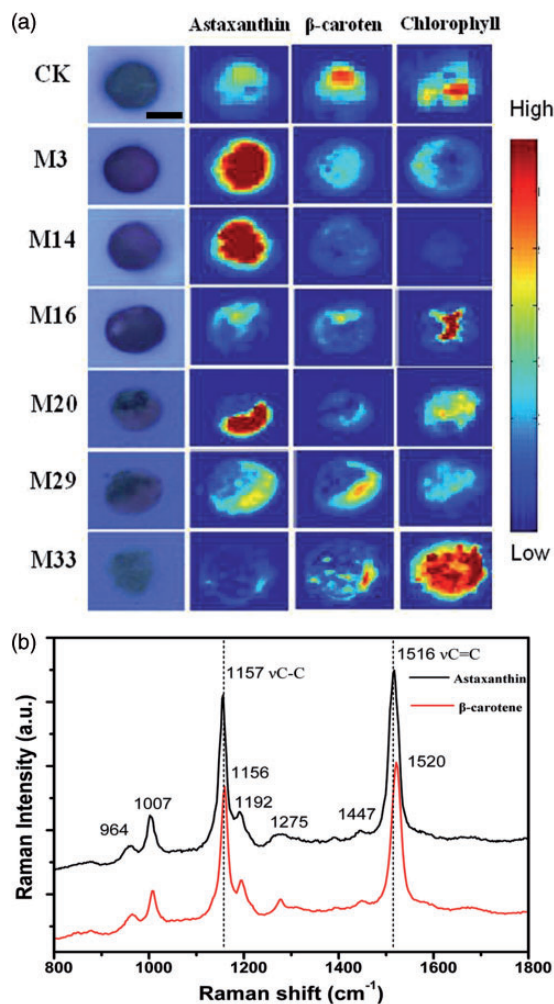 (a)
Astaxanthin β-caroten Chlorophyll
CK
M3
M14
M16
M20
M29
M33
High
Low
(b)
1516 νC=C
1157 νC-C
Astaxanthin
β-carotene
1520
1156
1192
1007
964
1275
1447
Raman Intensity (a.u.)
800 1000 1200 1400 1600 1800
Raman shift (cm⁻¹)